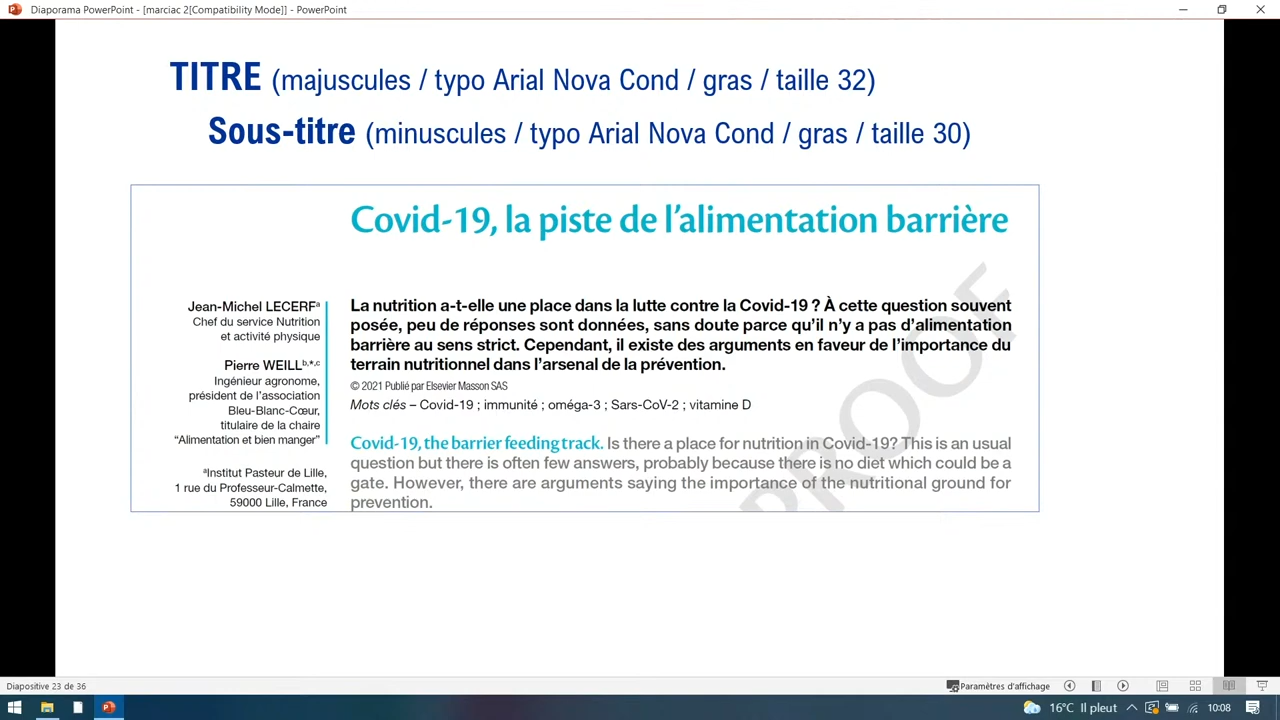 Diaporama PowerPoint - [marciac 2[Compatibility Mode]] - PowerPoint
TITRE (majuscules / typo Arial Nova Cond / gras / taille 32)
Sous-titre (minuscules / typo Arial Nova Cond / gras / taille 30)
Covid-19, la piste de l’alimentation barrière
Jean-Michel LECERFᵃ
Chef du service Nutrition
et activité physique
Pierre WEILLᵇ,*,ᶜ
Ingénieur agronome,
président de l’association
Bleu-Blanc-Cœur,
titulaire de la chaire
“Alimentation et bien manger”
ᵃInstitut Pasteur de Lille,
1 rue du Professeur-Calmette,
59000 Lille, France
La nutrition a-t-elle une place dans la lutte contre la Covid-19 ? À cette question souvent
posée, peu de réponses sont données, sans doute parce qu’il n’y a pas d’alimentation
barrière au sens strict. Cependant, il existe des arguments en faveur de l’importance du
terrain nutritionnel dans l’arsenal de la prévention.
© 2021 Publié par Elsevier Masson SAS
Mots clés – Covid-19 ; immunité ; oméga-3 ; Sars-CoV-2 ; vitamine D
Covid-19, the barrier feeding track. Is there a place for nutrition in Covid-19? This is an usual
question but there is often few answers, probably because there is no diet which could be a
gate. However, there are arguments saying the importance of the nutritional ground for
prevention.
PROOF
Diapositive 23 de 36
Paramètres d'affichage
16°C Il pleut
10:08